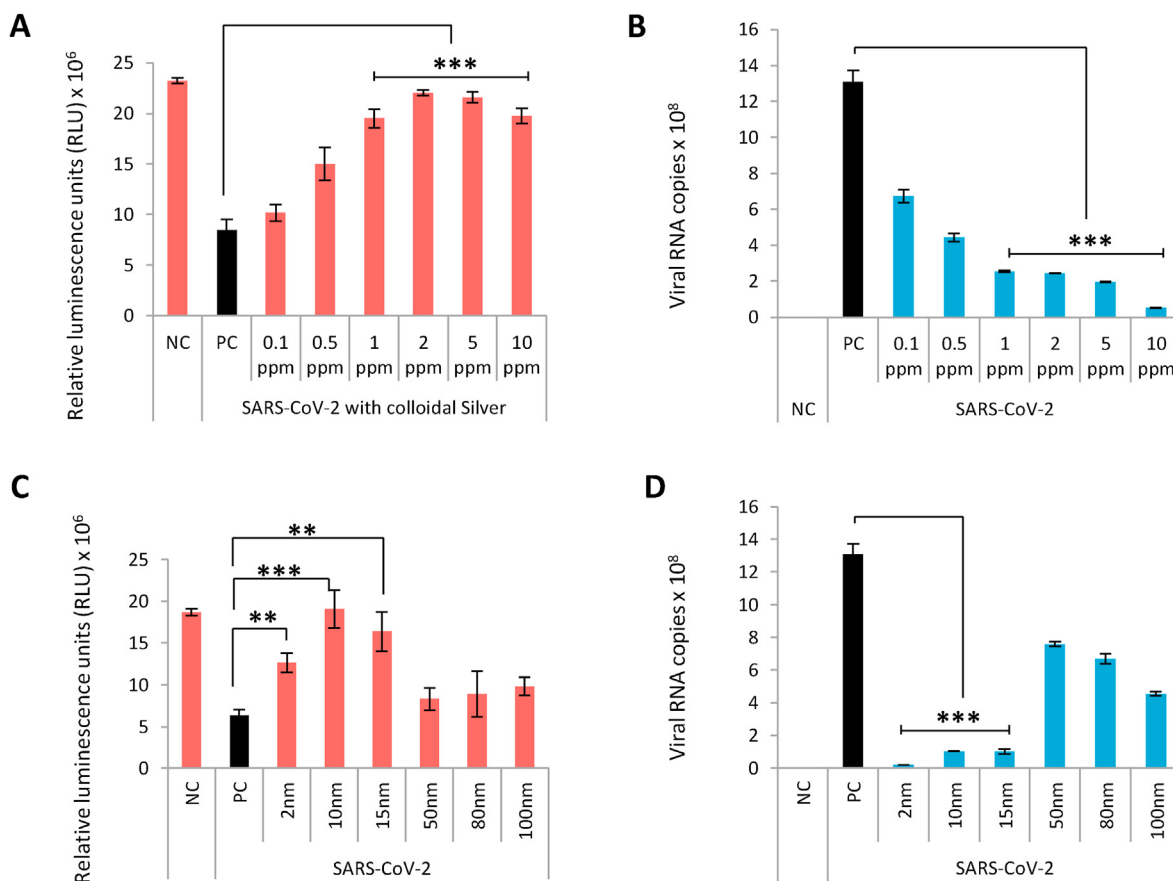 A
Relative luminescence units (RLU) x 10⁶
25
20
15
10
5
0
***
NC
PC
0.1 ppm
0.5 ppm
1 ppm
2 ppm
5 ppm
10 ppm
SARS-CoV-2 with colloidal Silver
B
Viral RNA copies x 10⁸
16
14
12
10
8
6
4
2
0
***
NC
PC
0.1 ppm
0.5 ppm
1 ppm
2 ppm
5 ppm
10 ppm
SARS-CoV-2
C
Relative luminescence units (RLU) x 10⁶
25
20
15
10
5
0
**
***
**
NC
PC
2nm
10nm
15nm
50nm
80nm
100nm
SARS-CoV-2
D
Viral RNA copies x 10⁸
16
14
12
10
8
6
4
2
0
***
NC
PC
2nm
10nm
15nm
50nm
80nm
100nm
SARS-CoV-2